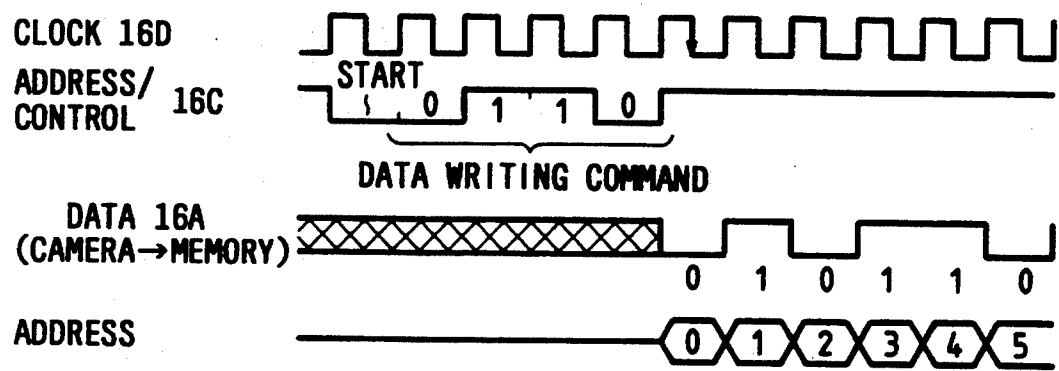 CLOCK 16D
ADDRESS/
CONTROL 16C
START
0 1 1 0
DATA WRITING COMMAND
DATA 16A
(CAMERA→MEMORY)
0 1 0 1 1 0
ADDRESS
0 1 2 3 4 5